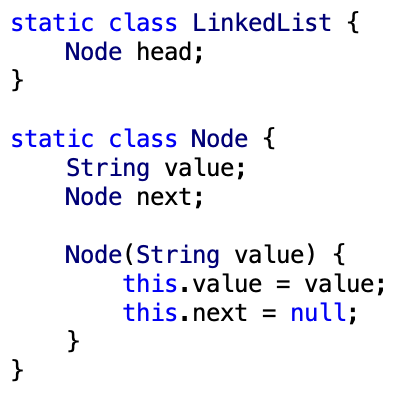 static class LinkedList {
    Node head;
}

static class Node {
    String value;
    Node next;

    Node(String value) {
        this.value = value;
        this.next = null;
    }
}